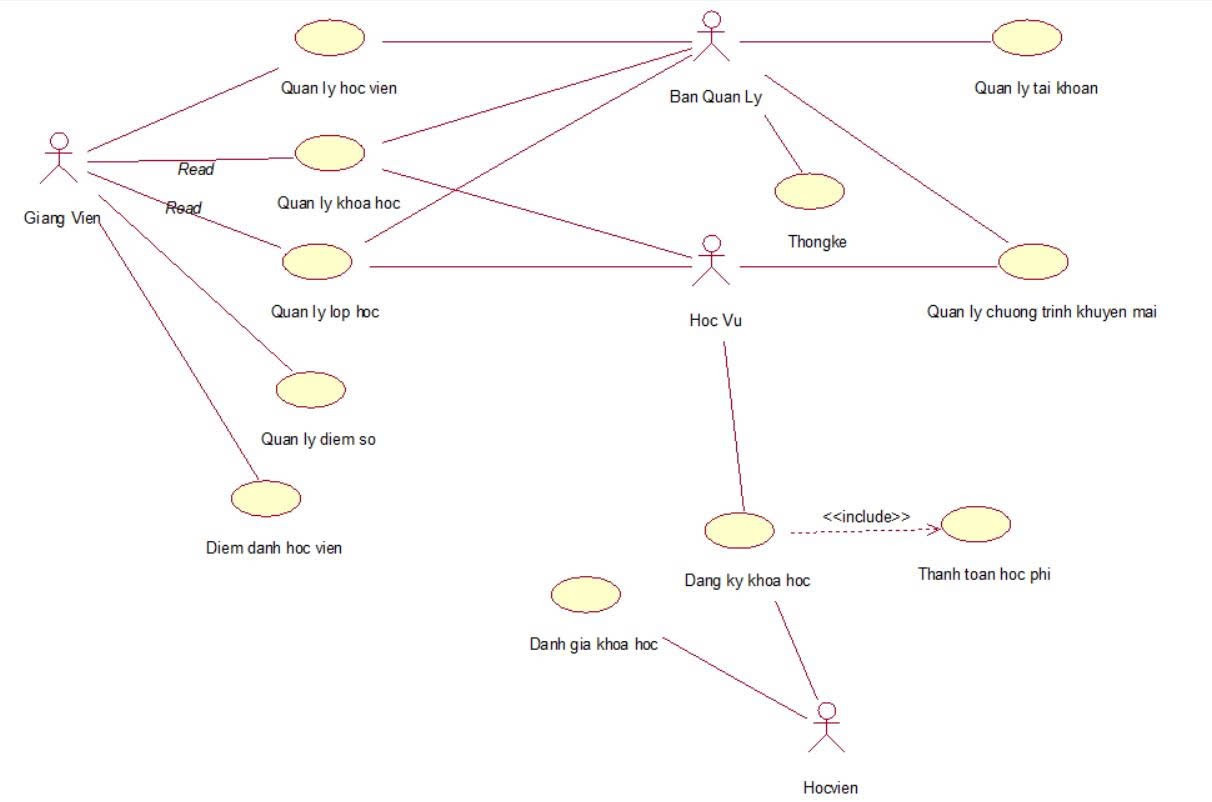 Quan ly hoc vien
Ban Quan Ly
Quan ly tai khoan
Read
Quan ly khoa hoc
Giang Vien
Read
Thongke
Quan ly lop hoc
Hoc Vu
Quan ly chuong trinh khuyen mai
Quan ly diem so
<<include>>
Diem danh hoc vien
Dang ky khoa hoc
Thanh toan hoc phi
Danh gia khoa hoc
Hocvien